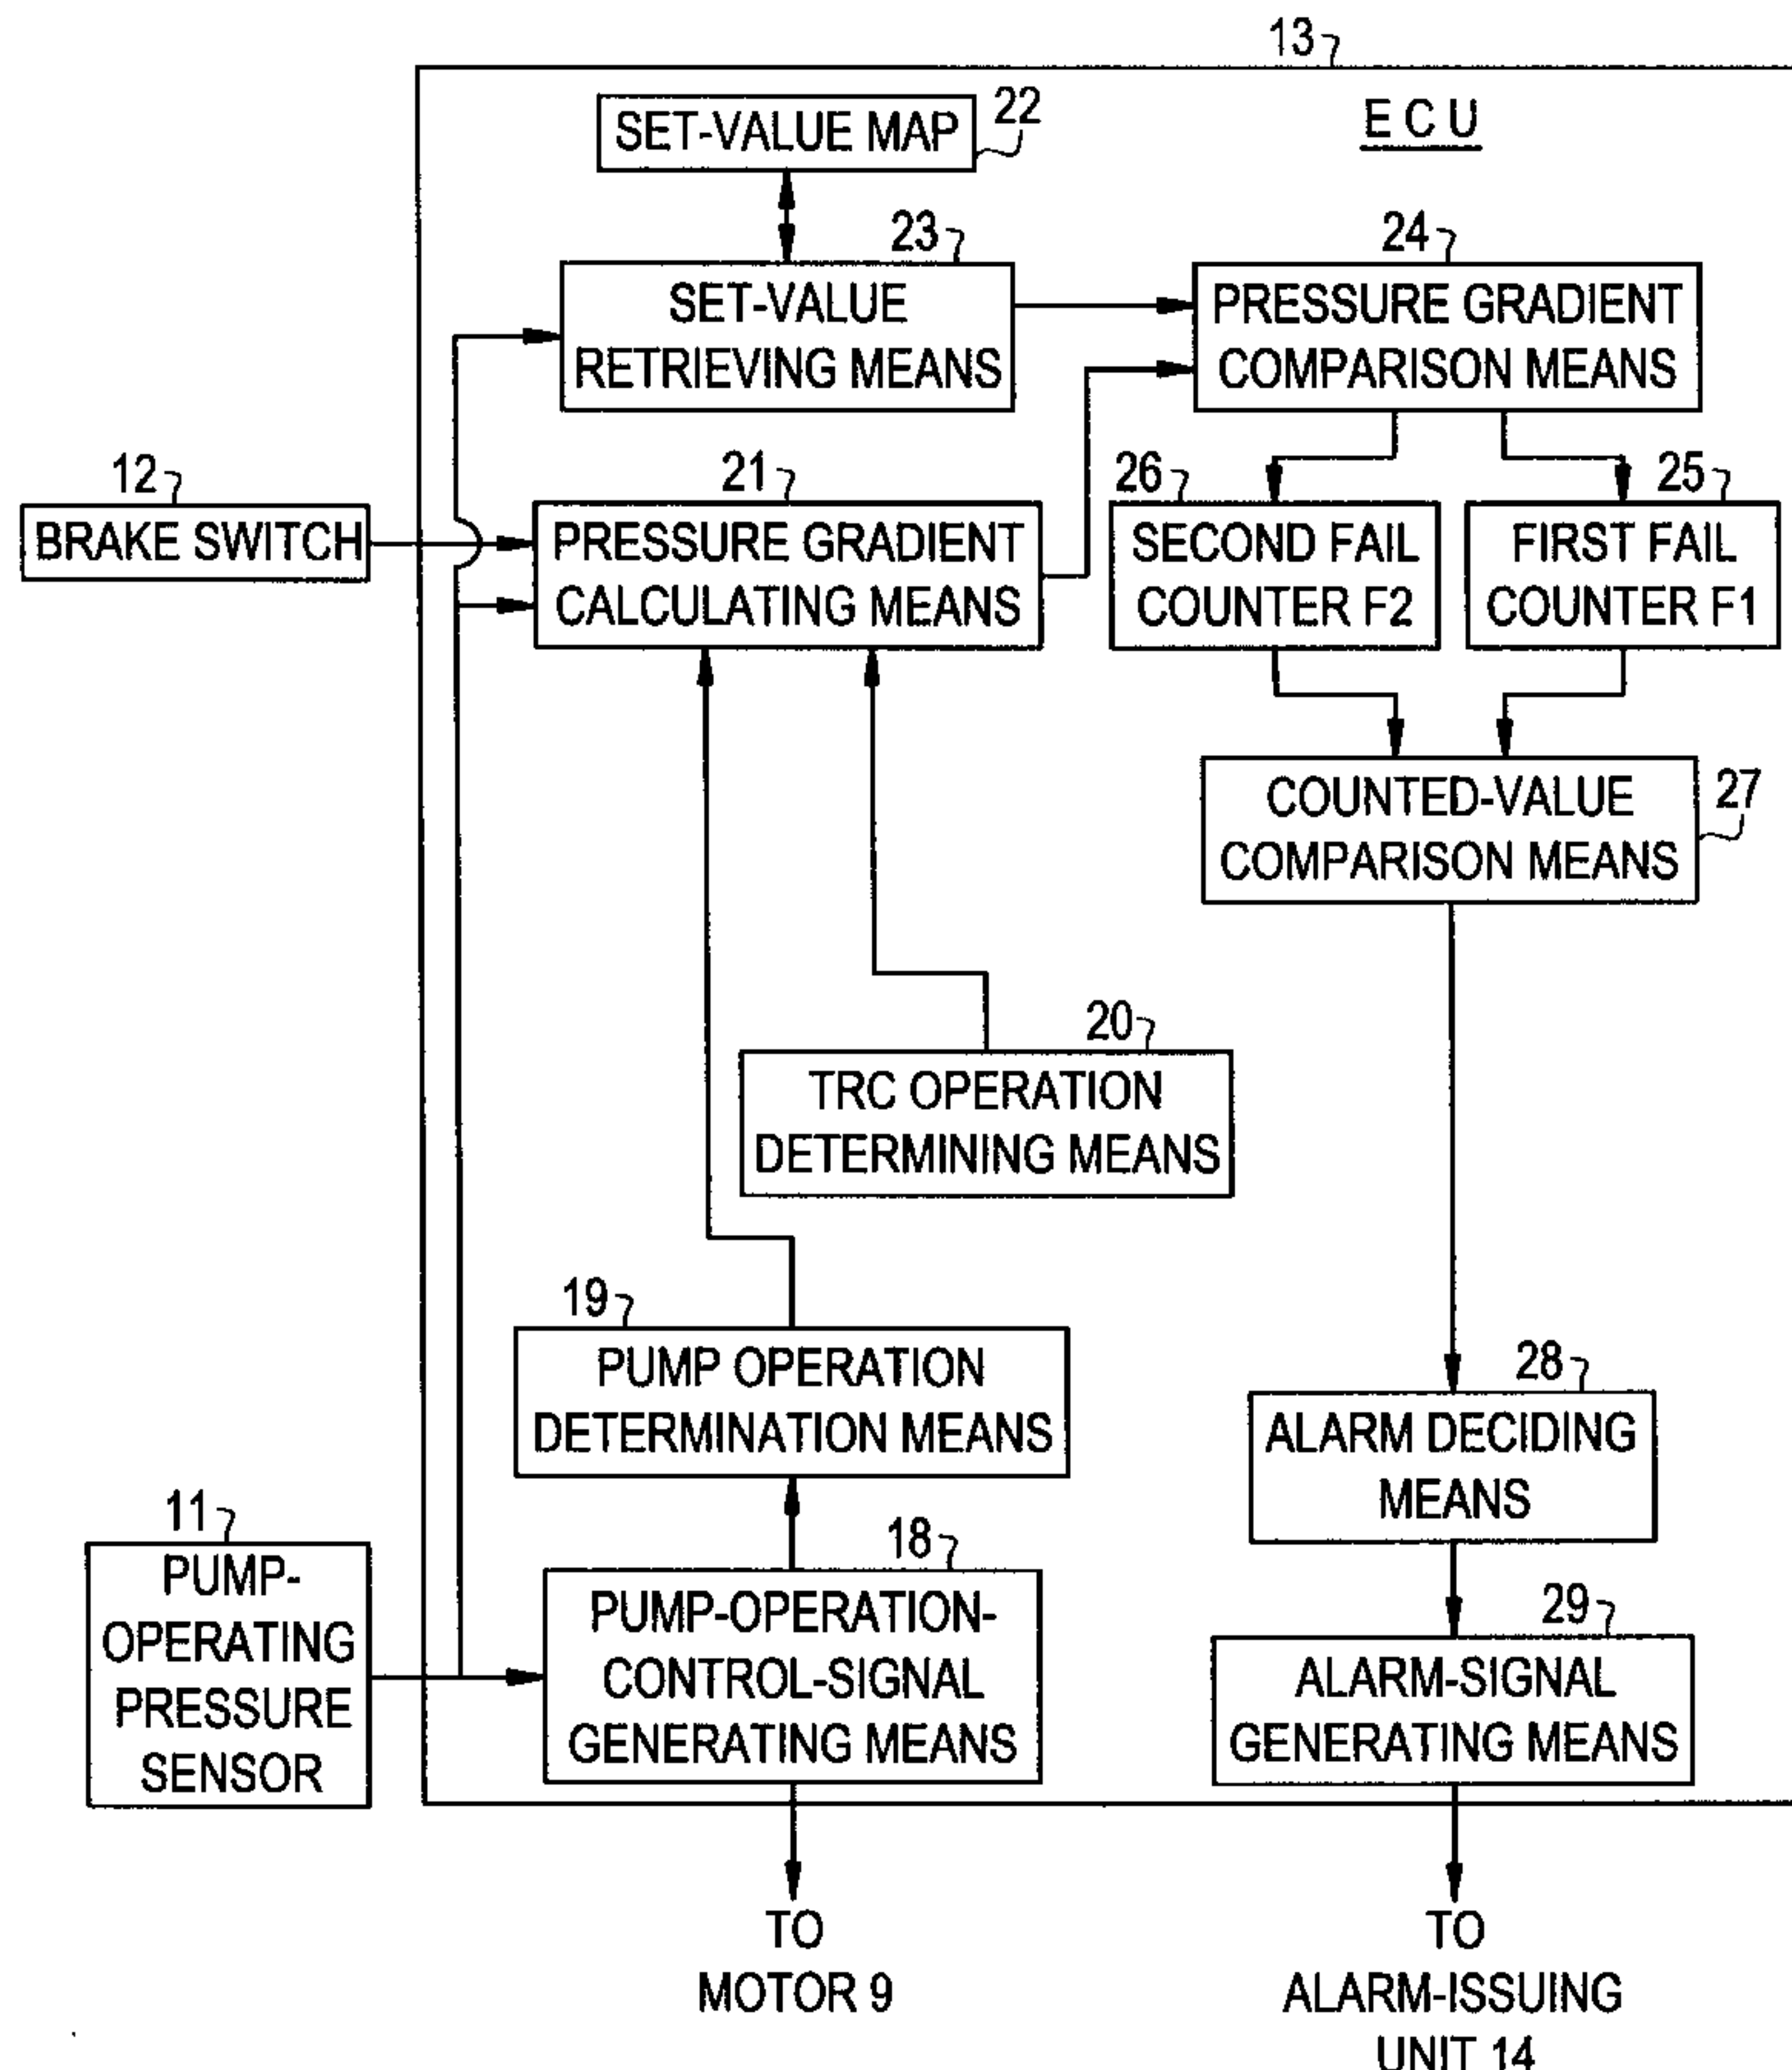 13
ECU
SET-VALUE MAP
22
23
SET-VALUE
RETRIEVING MEANS
24
PRESSURE GRADIENT
COMPARISON MEANS
12
BRAKE SWITCH
21
PRESSURE GRADIENT
CALCULATING MEANS
26
SECOND FAIL
COUNTER F2
25
FIRST FAIL
COUNTER F1
COUNTED-VALUE
COMPARISON MEANS
27
20
TRC OPERATION
DETERMINING MEANS
19
PUMP OPERATION
DETERMINATION MEANS
28
ALARM DECIDING
MEANS
11
PUMP-
OPERATING
PRESSURE
SENSOR
18
PUMP-OPERATION-
CONTROL-SIGNAL
GENERATING MEANS
29
ALARM-SIGNAL
GENERATING MEANS
TO
MOTOR 9
TO
ALARM-ISSUING
UNIT 14